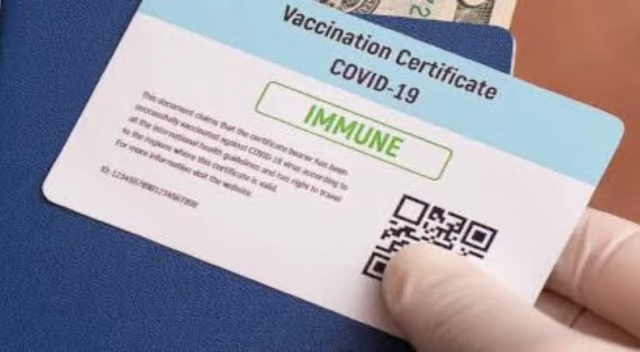 Vaccination Certificate
COVID-19
IMMUNE
This document claims that the certificate bearer has been
successfully vaccinated against COVID-19 virus according to
all the international health guidelines and has right to travel
to the regions where this certificate is valid.
For more information visit the website.
ID: 12345678901234567890